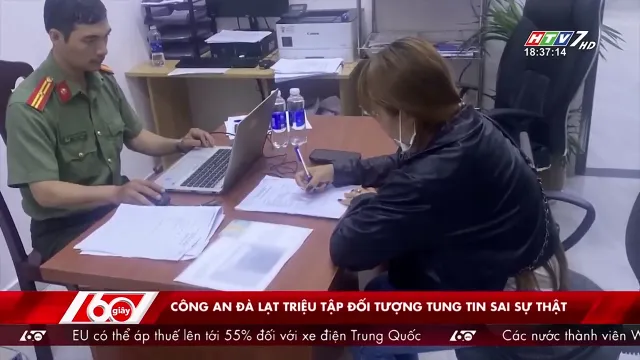 HTV7 HD
18:37:14
60 giây
CÔNG AN ĐÀ LẠT TRIỆU TẬP ĐỐI TƯỢNG TUNG TIN SAI SỰ THẬT
60 EU có thể áp thuế lên tới 55% đối với xe điện Trung Quốc 60 Các nước thành viên W